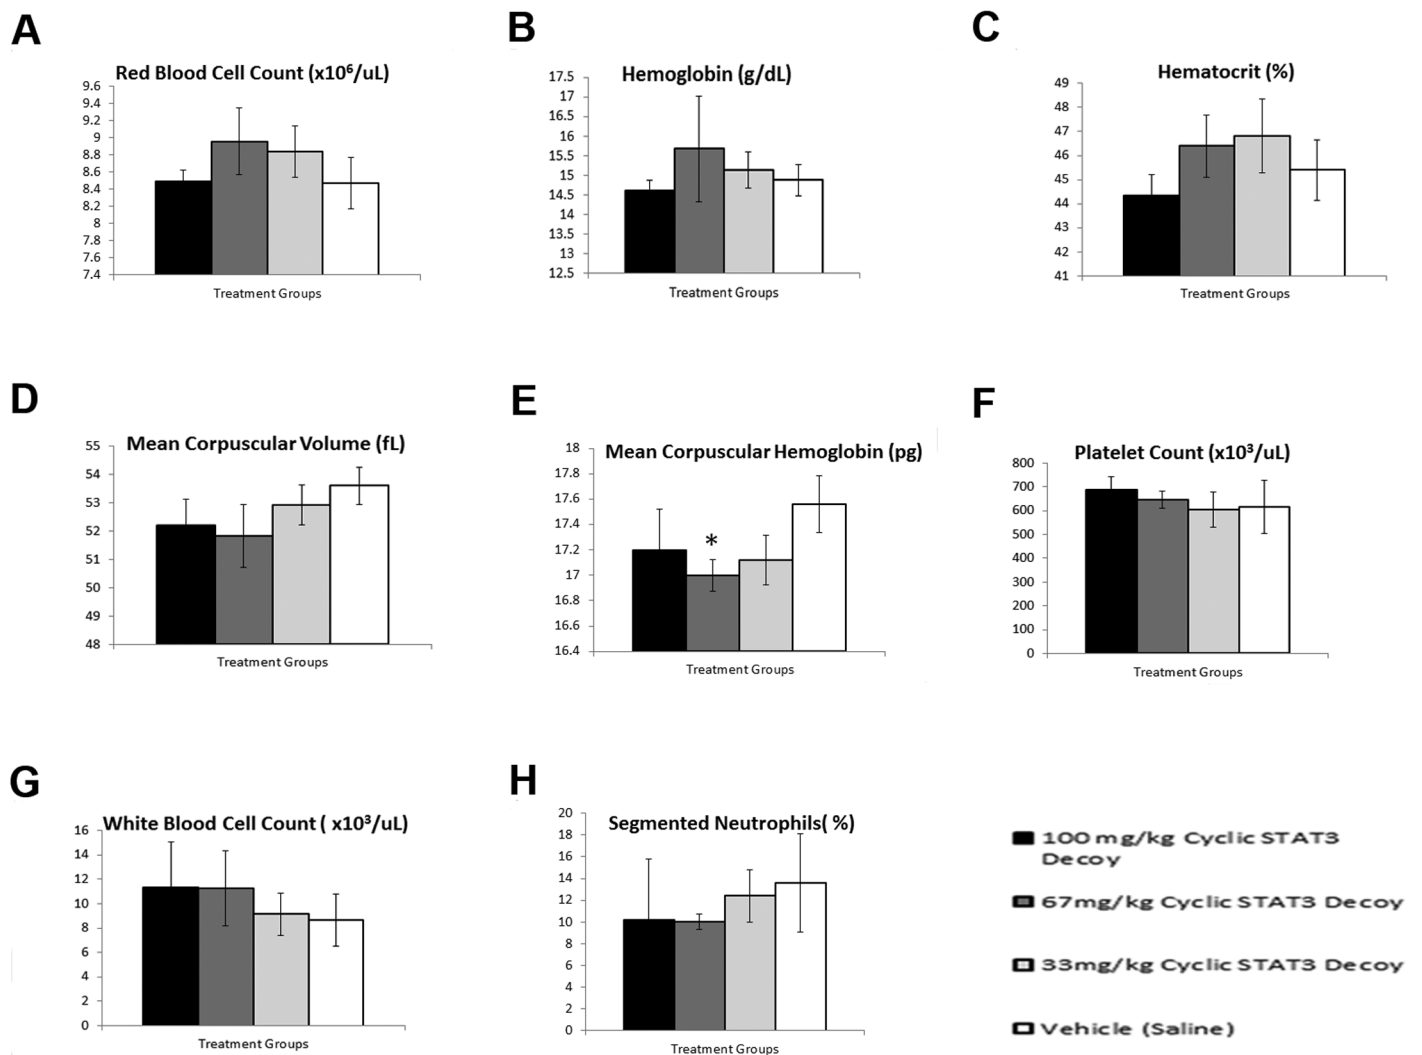 A
Red Blood Cell Count (x10⁶/uL)
9.6
9.4
9.2
9
8.8
8.6
8.4
8.2
8
7.8
7.6
7.4
Treatment Groups
B
Hemoglobin (g/dL)
17.5
17
16.5
16
15.5
15
14.5
14
13.5
13
12.5
Treatment Groups
C
Hematocrit (%)
49
48
47
46
45
44
43
42
41
Treatment Groups
D
Mean Corpuscular Volume (fL)
55
54
53
52
51
50
49
48
Treatment Groups
E
Mean Corpuscular Hemoglobin (pg)
18
17.8
17.6
17.4
17.2
17
16.8
16.6
16.4
*
Treatment Groups
F
Platelet Count (x10³/uL)
800
700
600
500
400
300
200
100
0
Treatment Groups
G
White Blood Cell Count ( x10³/uL)
16
14
12
10
8
6
4
2
0
Treatment Groups
H
Segmented Neutrophils( %)
20
18
16
14
12
10
8
6
4
2
0
Treatment Groups
100 mg/kg Cyclic STAT3
Decoy
67mg/kg Cyclic STAT3 Decoy
33mg/kg Cyclic STAT3 Decoy
Vehicle (Saline)